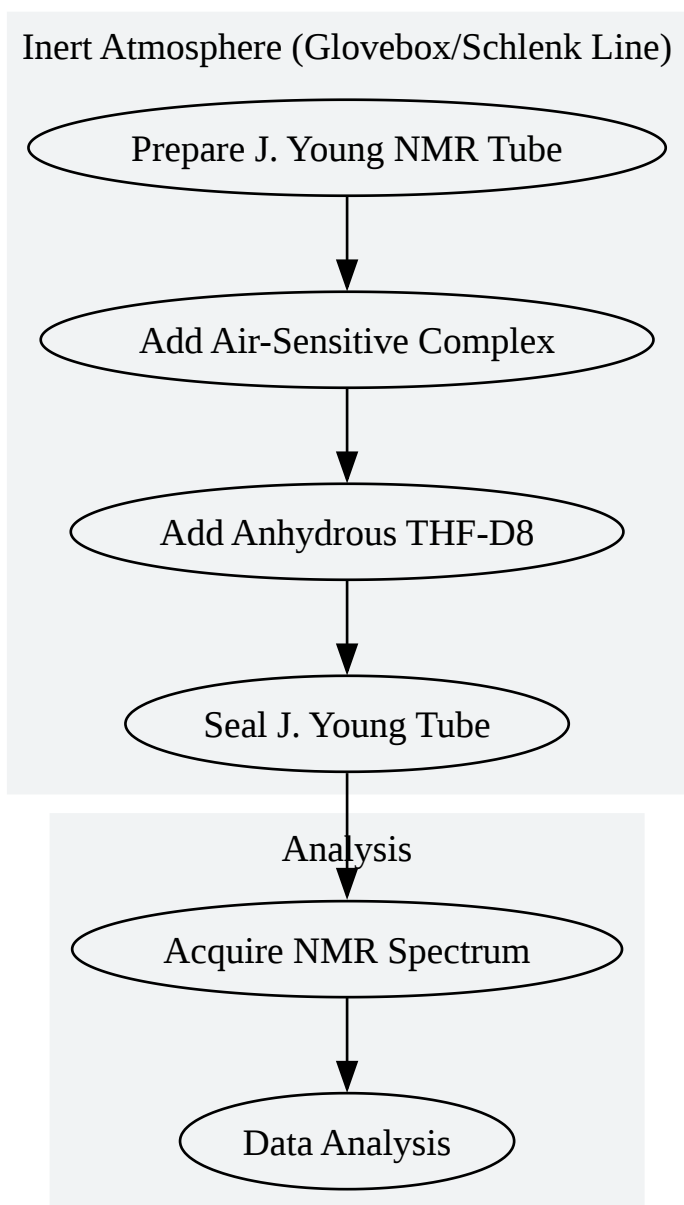 Inert Atmosphere (Glovebox/Schlenk Line)
Prepare J. Young NMR Tube
Add Air-Sensitive Complex
Add Anhydrous THF-D8
Seal J. Young Tube
Analysis
Acquire NMR Spectrum
Data Analysis